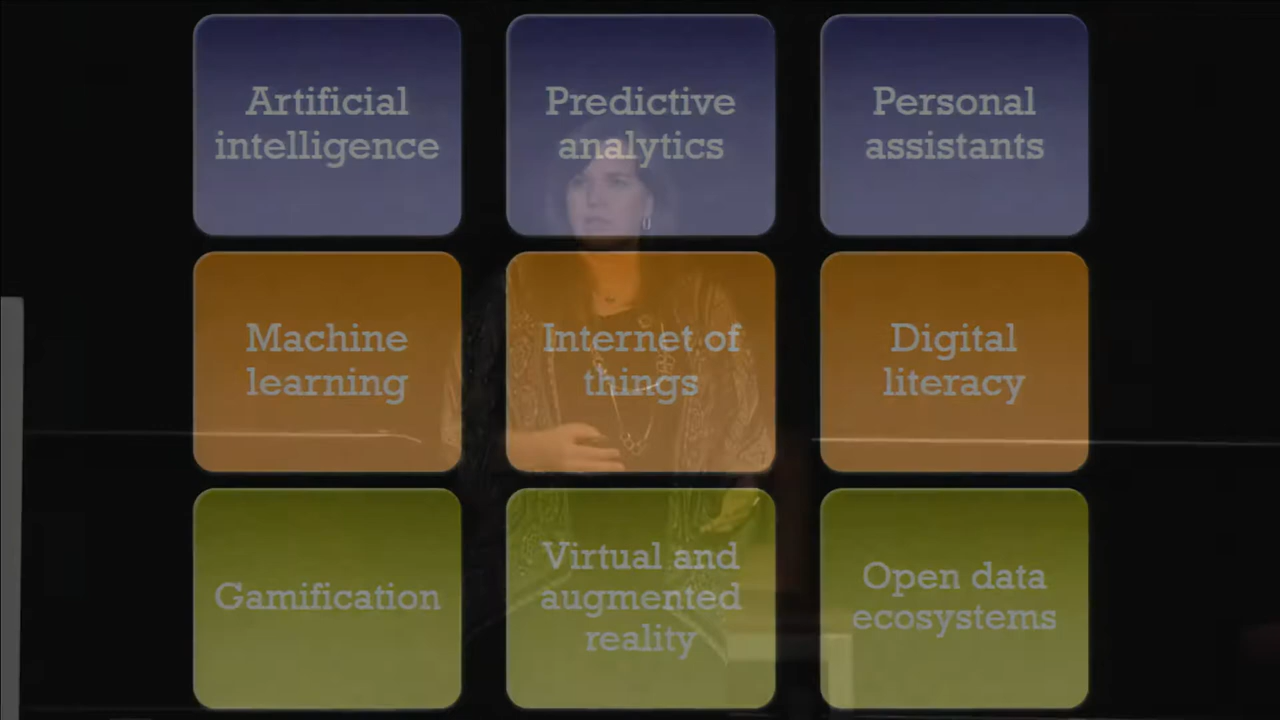 Artificial
intelligence
Predictive
analytics
Personal
assistants
Machine
learning
Internet of
things
Digital
literacy
Gamification
Virtual and
augmented
reality
Open data
ecosystems